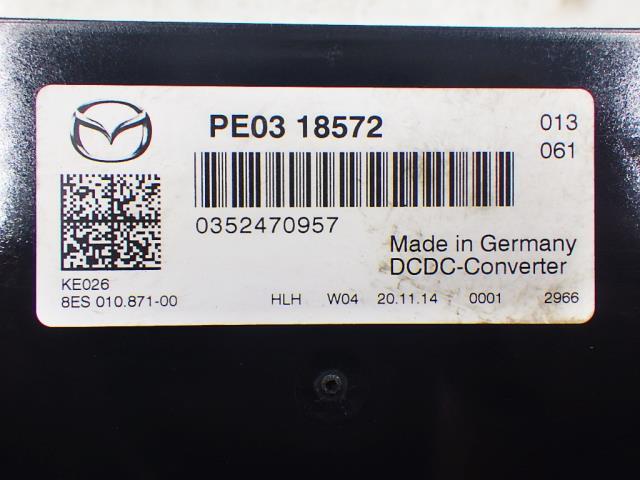 PE03 18572
013
061
0352470957
Made in Germany
DCDC-Converter
KE026
8ES 010.871-00 HLH W04 20.11.14 0001 2966